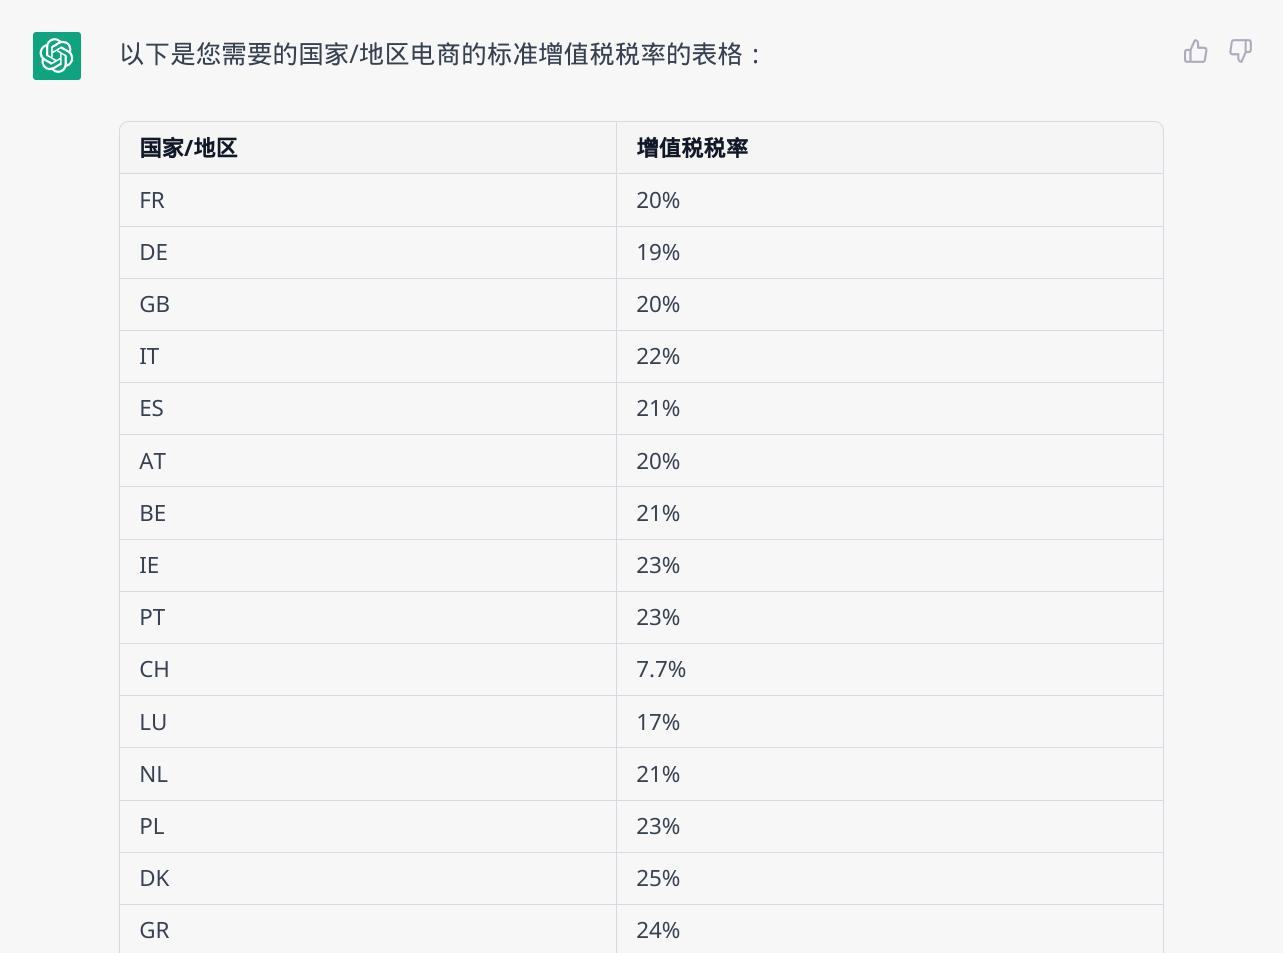 以下是您需要的国家/地区电商的标准增值税税率的表格：
国家/地区 增值税税率
FR 20%
DE 19%
GB 20%
IT 22%
ES 21%
AT 20%
BE 21%
IE 23%
PT 23%
CH 7.7%
LU 17%
NL 21%
PL 23%
DK 25%
GR 24%